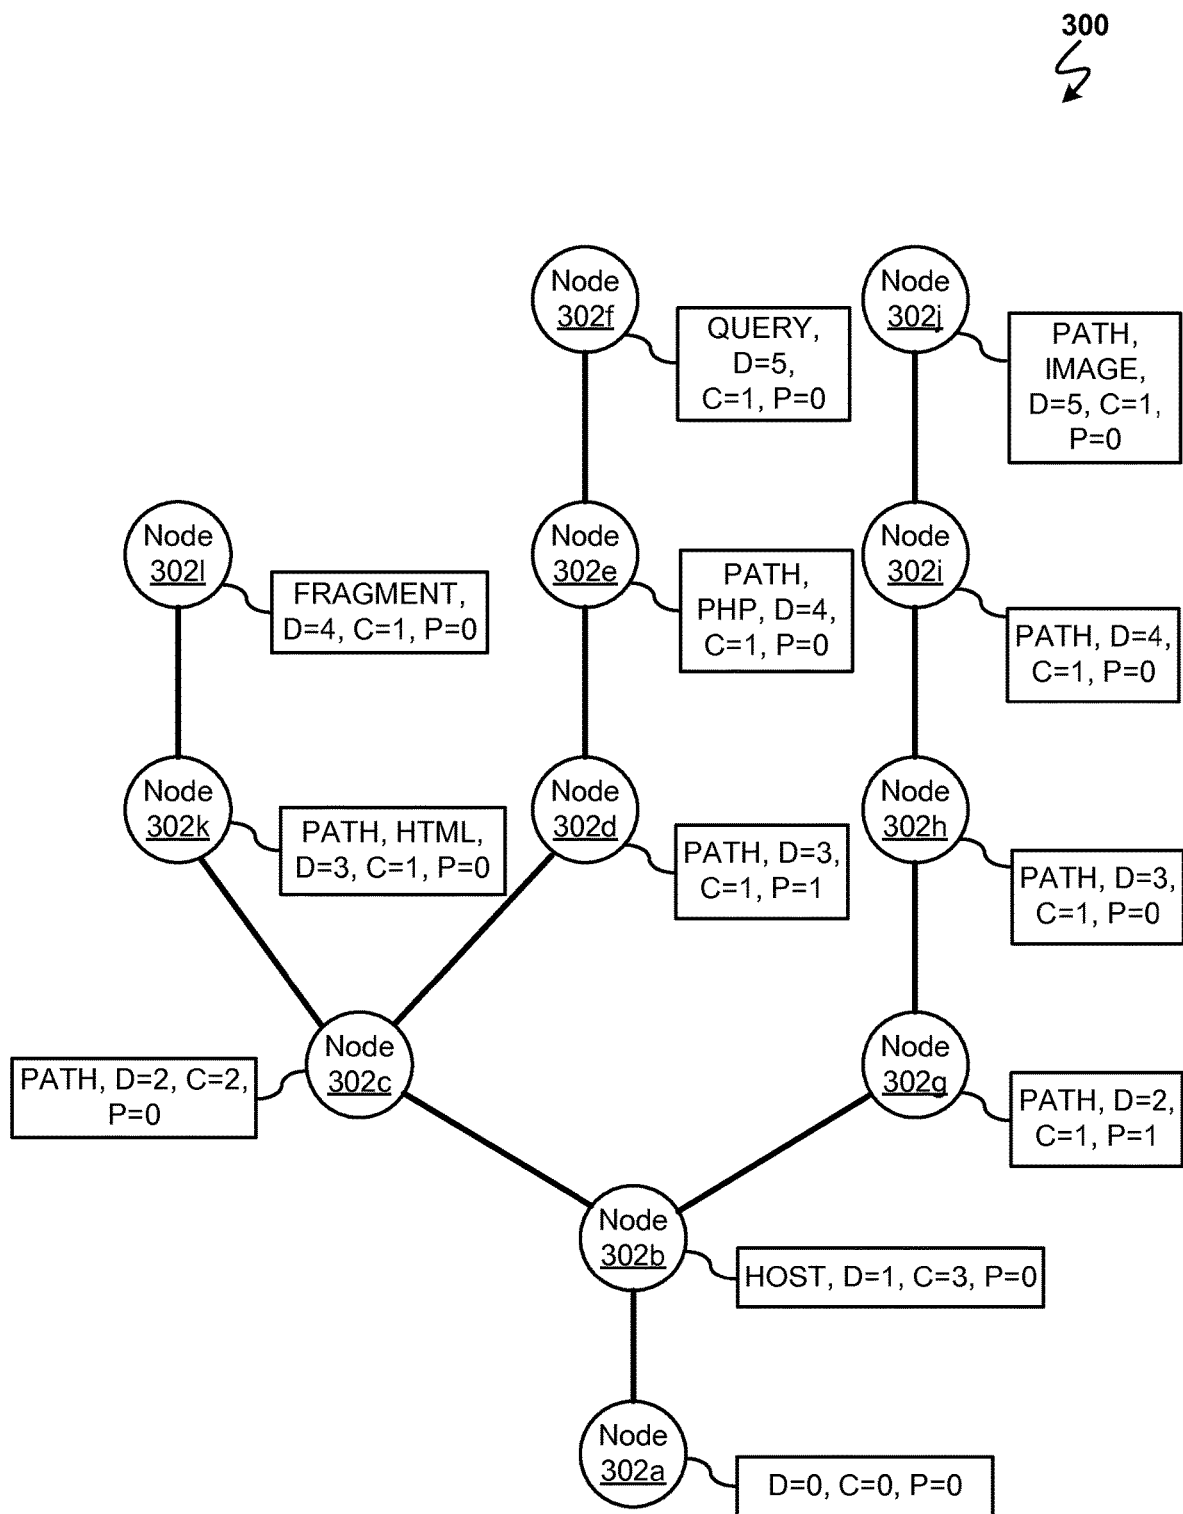 300
Node
302f
QUERY,
D=5,
C=1, P=0
Node
302j
PATH,
IMAGE,
D=5, C=1,
P=0
Node
302l
FRAGMENT,
D=4, C=1, P=0
Node
302e
PATH,
PHP, D=4,
C=1, P=0
Node
302i
PATH, D=4,
C=1, P=0
Node
302k
PATH, HTML,
D=3, C=1, P=0
Node
302d
PATH, D=3,
C=1, P=1
Node
302h
PATH, D=3,
C=1, P=0
PATH, D=2, C=2,
P=0
Node
302c
Node
302g
PATH, D=2,
C=1, P=1
Node
302b
HOST, D=1, C=3, P=0
Node
302a
D=0, C=0, P=0